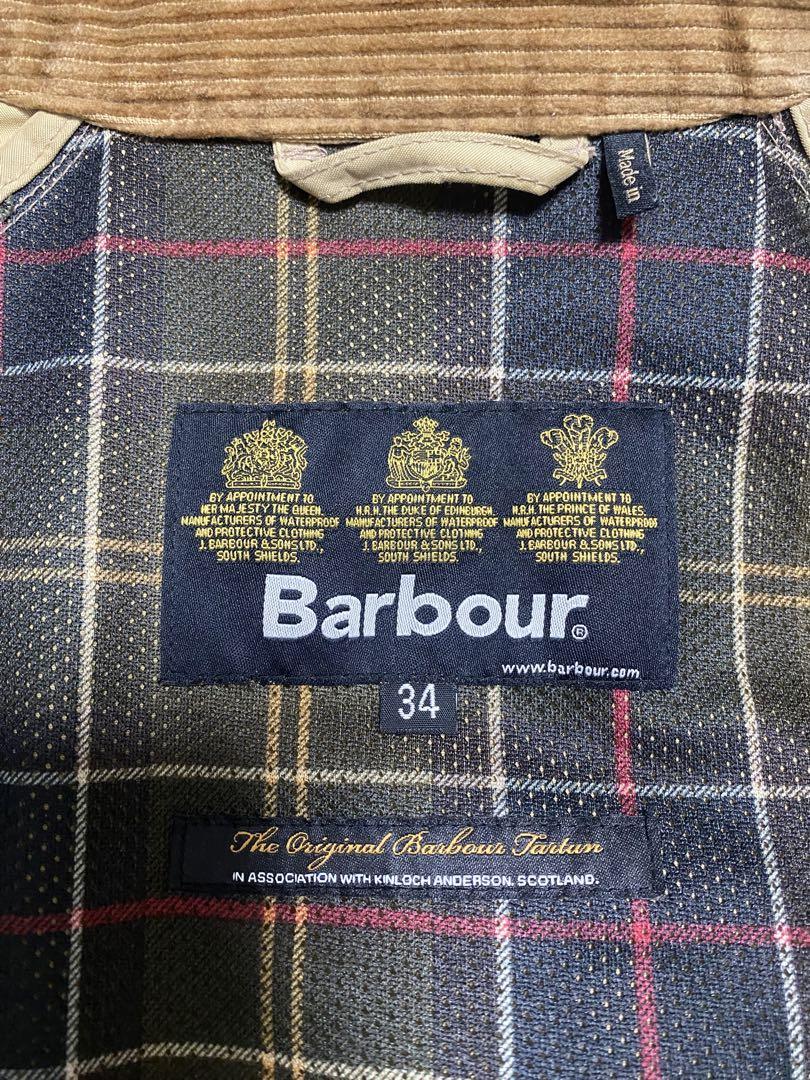 Made in
BY APPOINTMENT TO
HER MAJESTY THE QUEEN.
MANUFACTURERS OF WATERPROOF
AND PROTECTIVE CLOTHING
J. BARBOUR & SONS LTD.,
SOUTH SHIELDS.
BY APPOINTMENT TO
H.R.H. THE DUKE OF EDINBURGH.
MANUFACTURERS OF WATERPROOF
AND PROTECTIVE CLOTHING
J. BARBOUR & SONS LTD.,
SOUTH SHIELDS.
BY APPOINTMENT TO
H.R.H. THE PRINCE OF WALES.
MANUFACTURERS OF WATERPROOF
AND PROTECTIVE CLOTHING
J. BARBOUR & SONS LTD.,
SOUTH SHIELDS.
Barbour®
www.barbour.com
34
The Original Barbour Tartan
IN ASSOCIATION WITH KINLOCH ANDERSON. SCOTLAND.